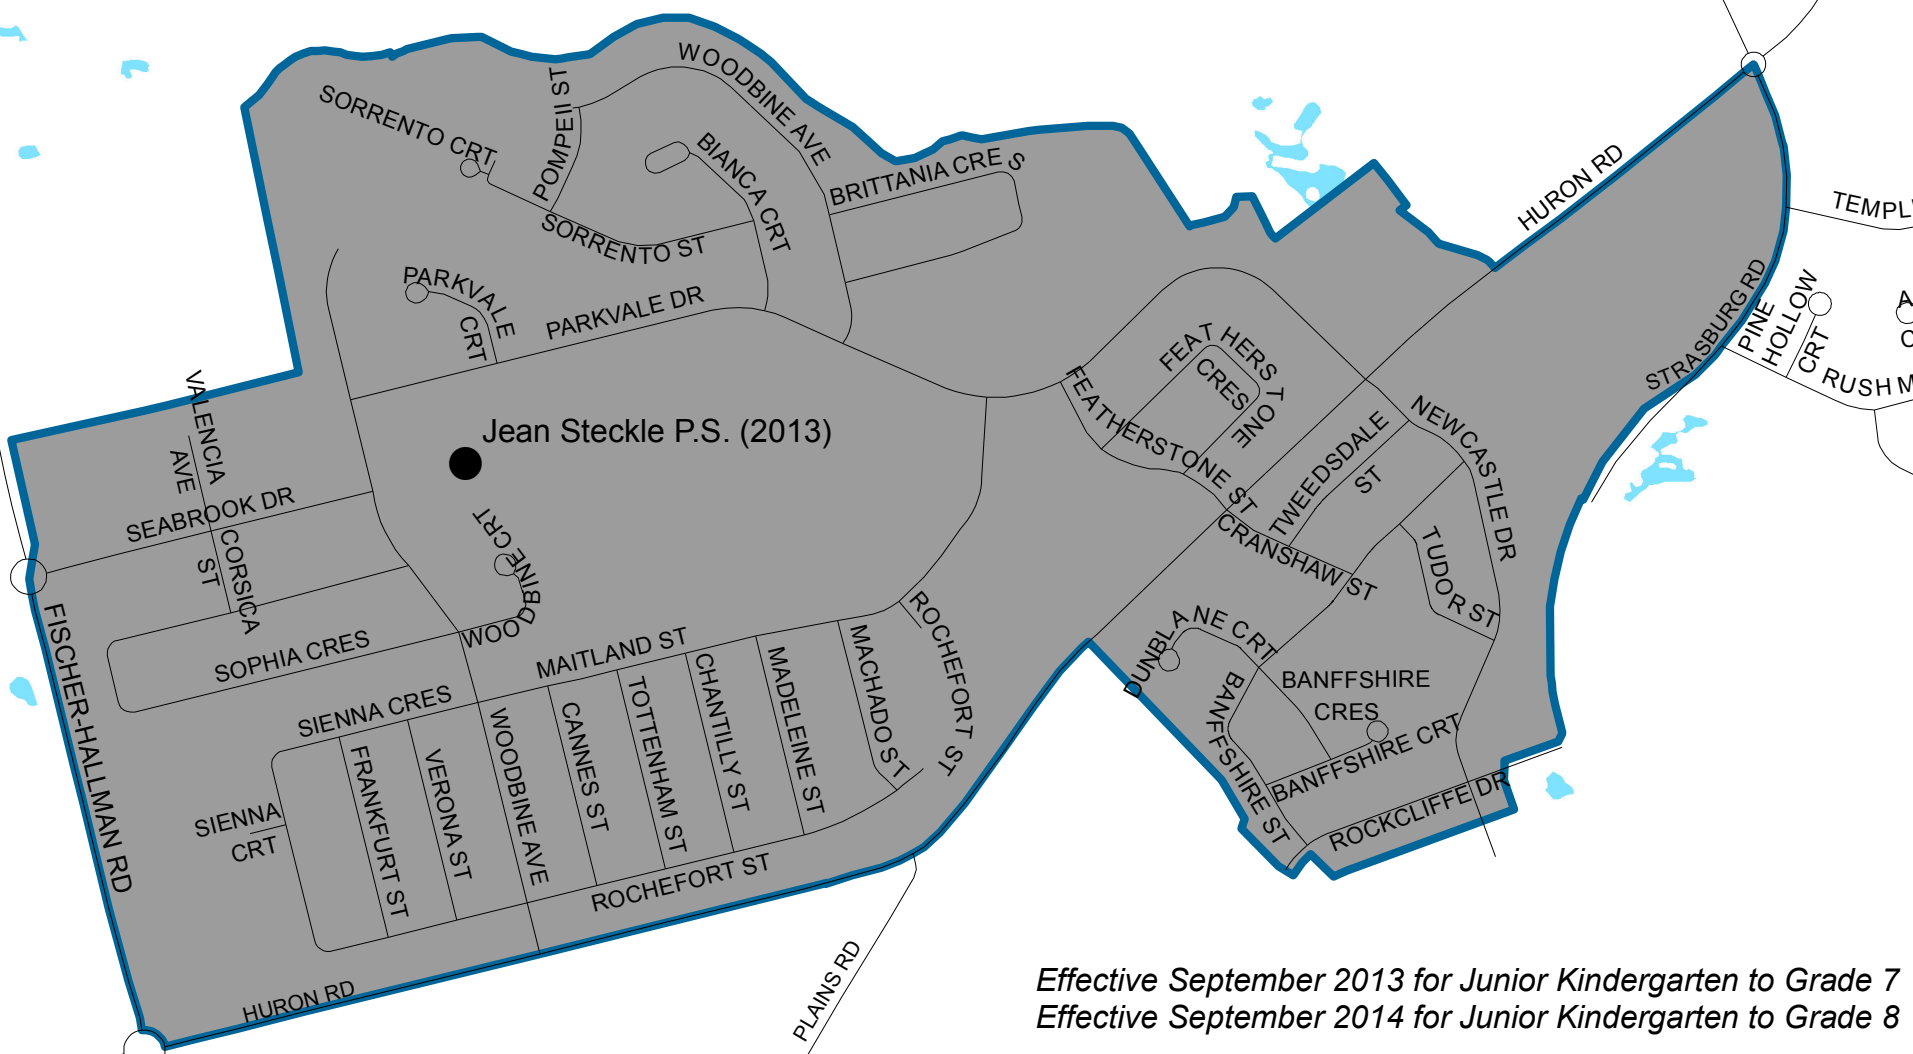 WOODBINE AVE
POMPEII ST
SORRENTO CRT
BIANCA CRT
BRITTANIA CRES
HURON RD
TEMPL
SORRENTO ST
PARKVALE
CRT
PARKVALE DR
STRASBURG RD
PINE
HOLLOW
CRT
A
C
RUSH M
FEATHERSTONE
CRES
VALENCIA
AVE
FEATHERSTONE ST
NEWCASTLE DR
TWEEDSDALE
ST
Jean Steckle P.S. (2013)
SEABROOK DR
CORSICA
ST
WOODBINE CRT
CRANSHAW ST
TUDOR ST
FISCHER-HALLMAN RD
SOPHIA CRES
MAITLAND ST
ROCHEFORT ST
DUNBLANE CRT
BANFFSHIRE
CRES
SIENNA CRES
CHANTILLY ST
MADELEINE ST
MACHADO ST
TOTTENHAM ST
CANNES ST
WOODBINE AVE
BANFFSHIRE ST
BANFFSHIRE CRT
FRANKFURT ST
VERONA ST
SIENNA
CRT
ROCKCLIFFE DR
ROCHEFORT ST
HURON RD
PLAINS RD
Effective September 2013 for Junior Kindergarten to Grade 7
Effective September 2014 for Junior Kindergarten to Grade 8